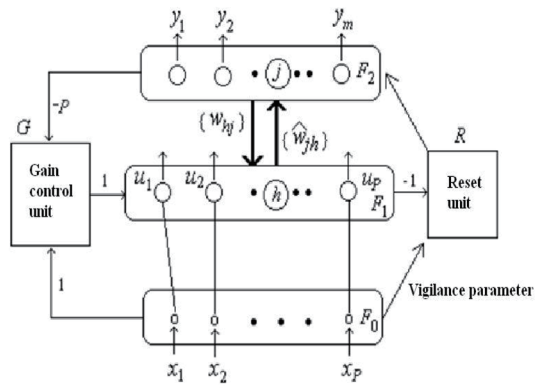 y1 y2 ym
j F2
-p
{whj} {ŵjh}
G R
Gain control unit
1
u1 u2 h uP F1
-1
Reset unit
1
Vigilance parameter
F0
x1 x2 xP